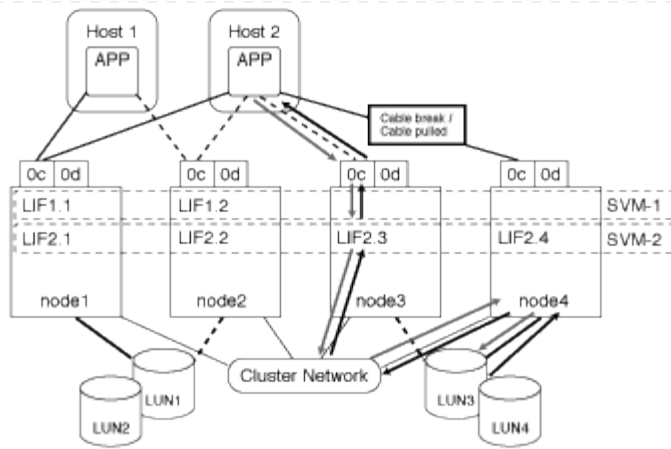 Host 1
Host 2
APP
APP
Cable break /
Cable pulled
0c 0d
0c 0d
0c 0d
0c 0d
LIF1.1
LIF1.2
SVM-1
LIF2.1
LIF2.2
LIF2.3
LIF2.4
SVM-2
node1
node2
node3
node4
Cluster Network
LUN1
LUN2
LUN3
LUN4